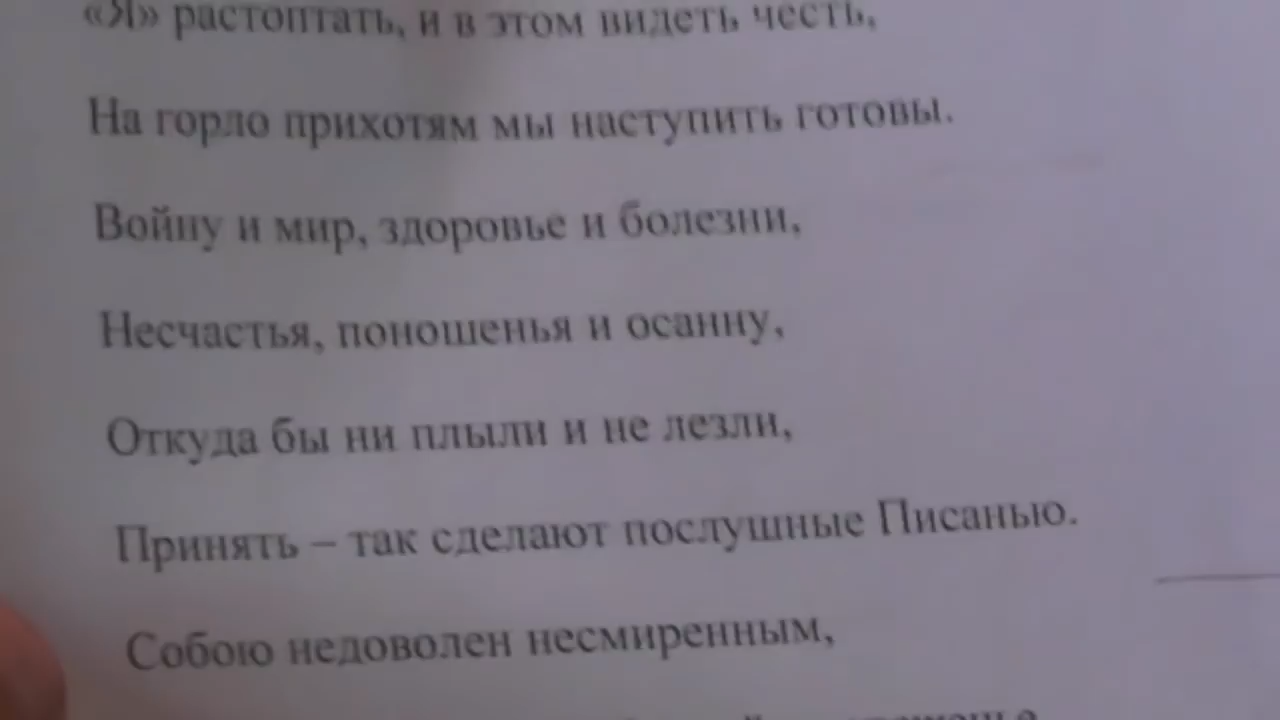 «Я» растоптать, и в этом видеть честь,
На горло прихотям мы наступить готовы.
Войну и мир, здоровье и болезни,
Несчастья, поношенья и осанну,
Откуда бы ни плыли и не лезли,
Принять – так сделают послушные Писанью.
Собою недоволен несмиренным,